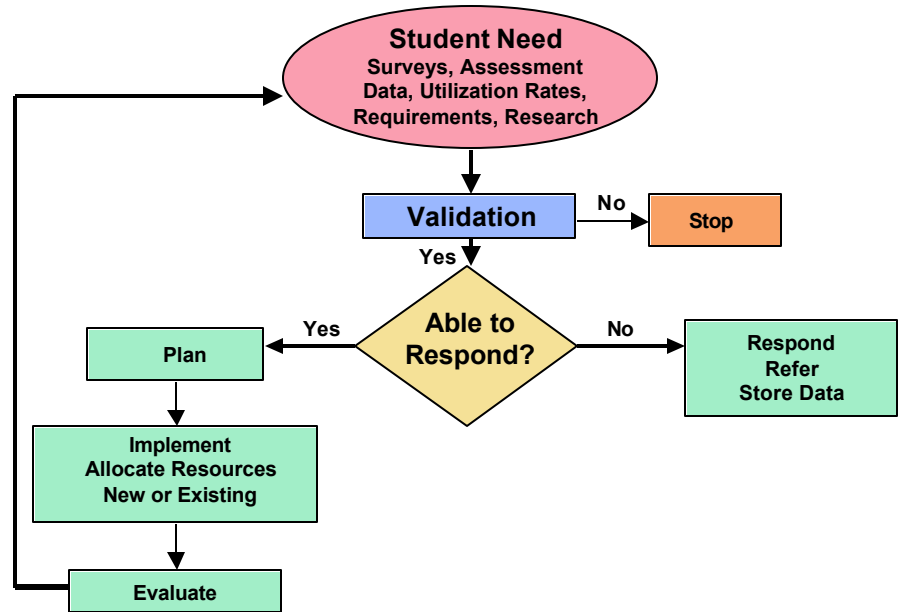 Student Need
Surveys, Assessment
Data, Utilization Rates,
Requirements, Research
Validation
No
Stop
Yes
Able to
Respond?
Yes
No
Plan
Respond
Refer
Store Data
Implement
Allocate Resources
New or Existing
Evaluate